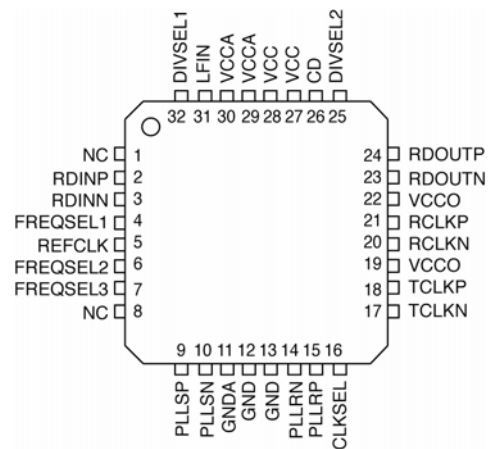 DIVSEL1
LFIN
VCCA
VCCA
VCC
VCC
CD
DIVSEL2
32 31 30 29 28 27 26 25
NC 1
RDINP 2
RDINN 3
FREQSEL1 4
REFCLK 5
FREQSEL2 6
FREQSEL3 7
NC 8
24 RDOUTP
23 RDOUTN
22 VCCO
21 RCLKP
20 RCLKN
19 VCCO
18 TCLKP
17 TCLKN
9 10 11 12 13 14 15 16
PLLSP
PLLSN
GNDA
GND
GND
PLLRN
PLLRP
CLKSEL